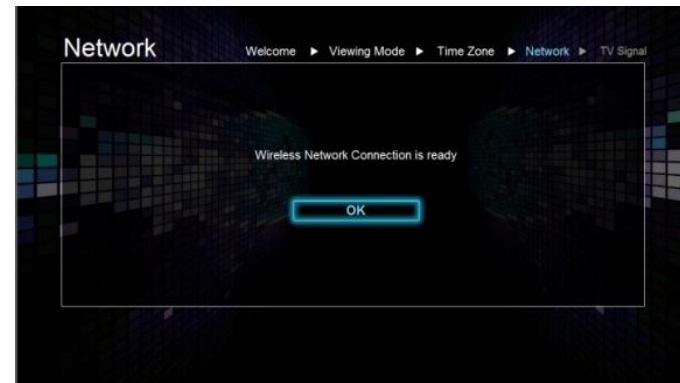 Network
Welcome ▶ Viewing Mode ▶ Time Zone ▶ Network ▶ TV Signal
Wireless Network Connection is ready
OK